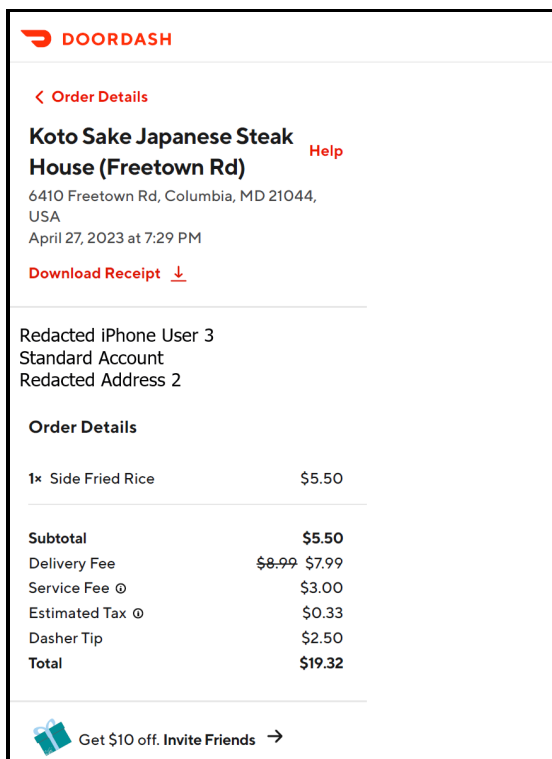 DOORDASH
< Order Details
Koto Sake Japanese Steak
House (Freetown Rd)
Help
6410 Freetown Rd, Columbia, MD 21044,
USA
April 27, 2023 at 7:29 PM
Download Receipt
Redacted iPhone User 3
Standard Account
Redacted Address 2
Order Details
1× Side Fried Rice $5.50
Subtotal $5.50
Delivery Fee $8.99 $7.99
Service Fee $3.00
Estimated Tax $0.33
Dasher Tip $2.50
Total $19.32
Get $10 off. Invite Friends →